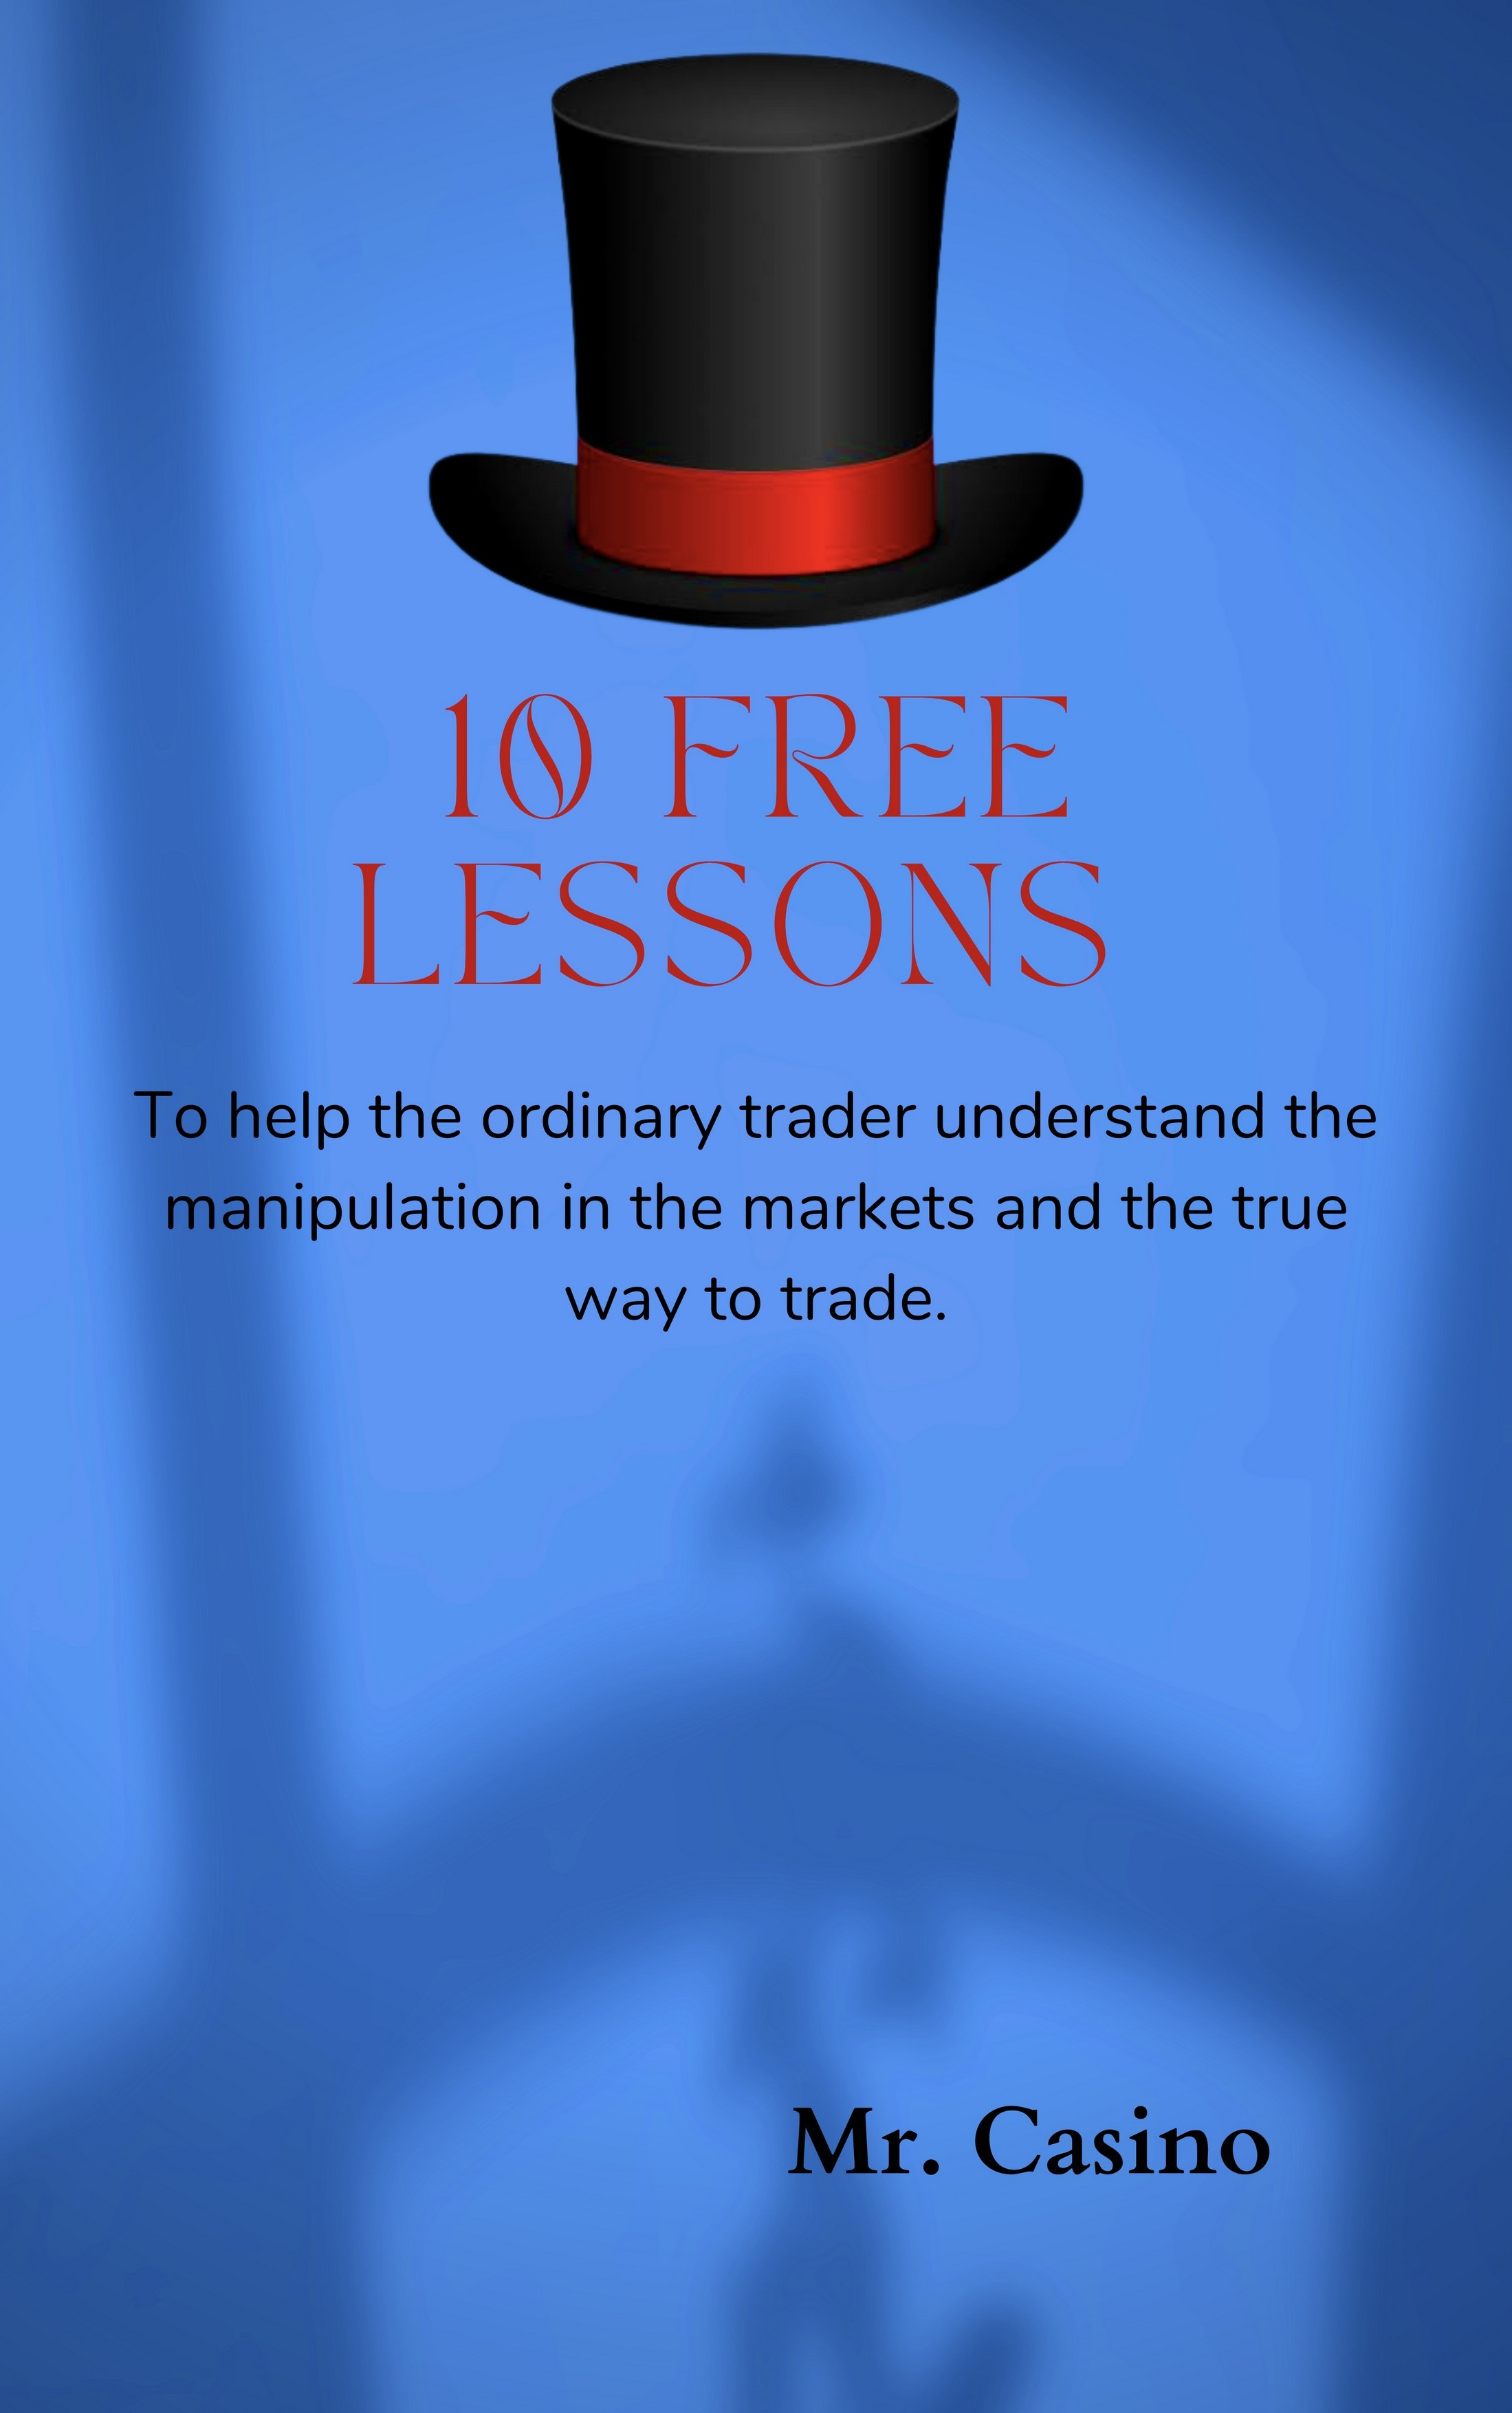 10 FREE
LESSONS
To help the ordinary trader understand the
manipulation in the markets and the true
way to trade.
Mr. Casino